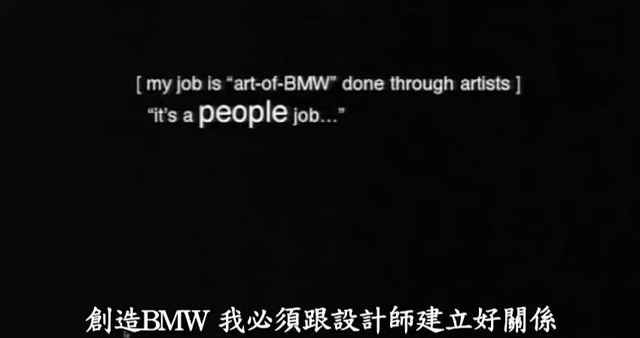 [ my job is “art-of-BMW” done through artists ]
“it's a people job...”
創造BMW 我必須跟設計師建立好關係